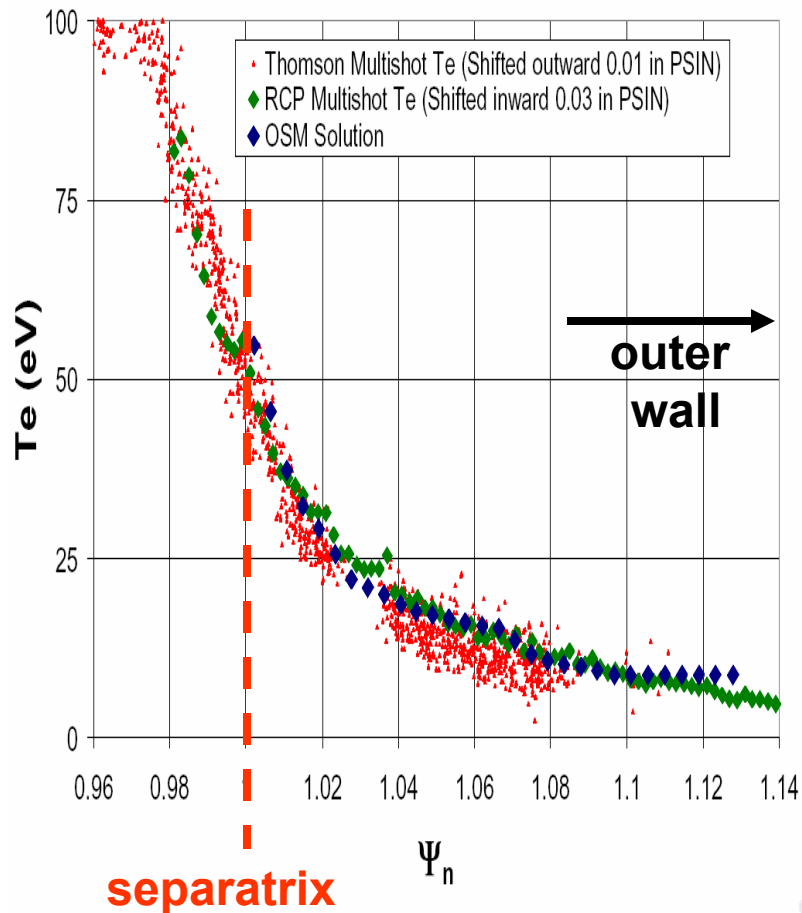 100
75
50
25
0
Te (eV)
Thomson Multishot Te (Shifted outward 0.01 in PSIN)
RCP Multishot Te (Shifted inward 0.03 in PSIN)
OSM Solution
outer
wall
0.96 0.98 1.02 1.04 1.06 1.08 1.1 1.12 1.14
Ψn
separatrix